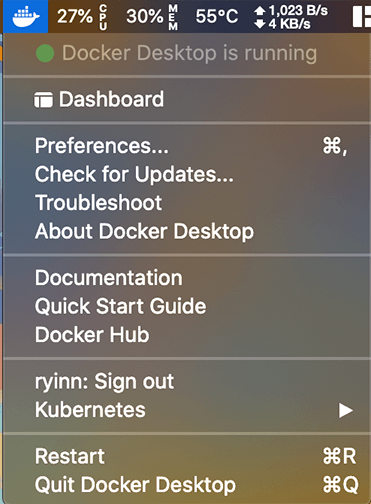 27% CPU 30% MEM 55°C 1,023 B/s
4 KB/s
Docker Desktop is running
Dashboard
Preferences... ⌘,
Check for Updates...
Troubleshoot
About Docker Desktop
Documentation
Quick Start Guide
Docker Hub
ryinn: Sign out
Kubernetes
Restart ⌘R
Quit Docker Desktop ⌘Q